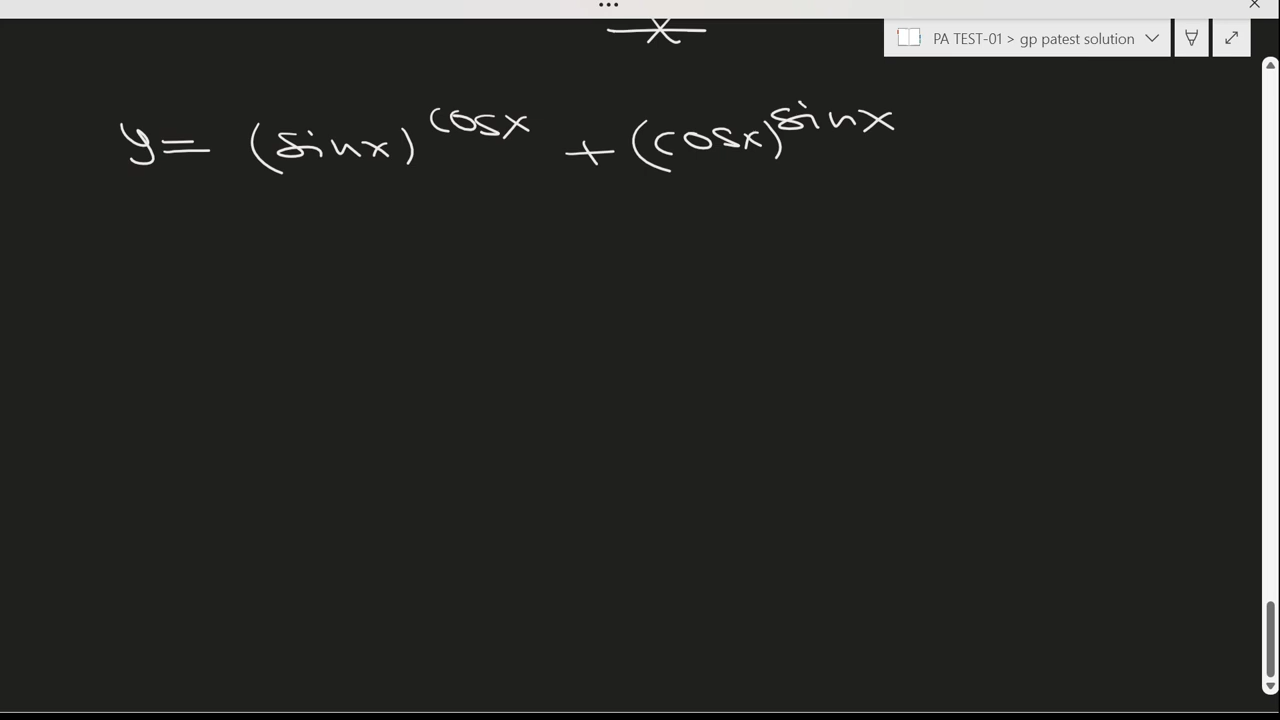 PA TEST-01 > gp patest solution
y = (sinx)^cosx + (cosx)^sinx